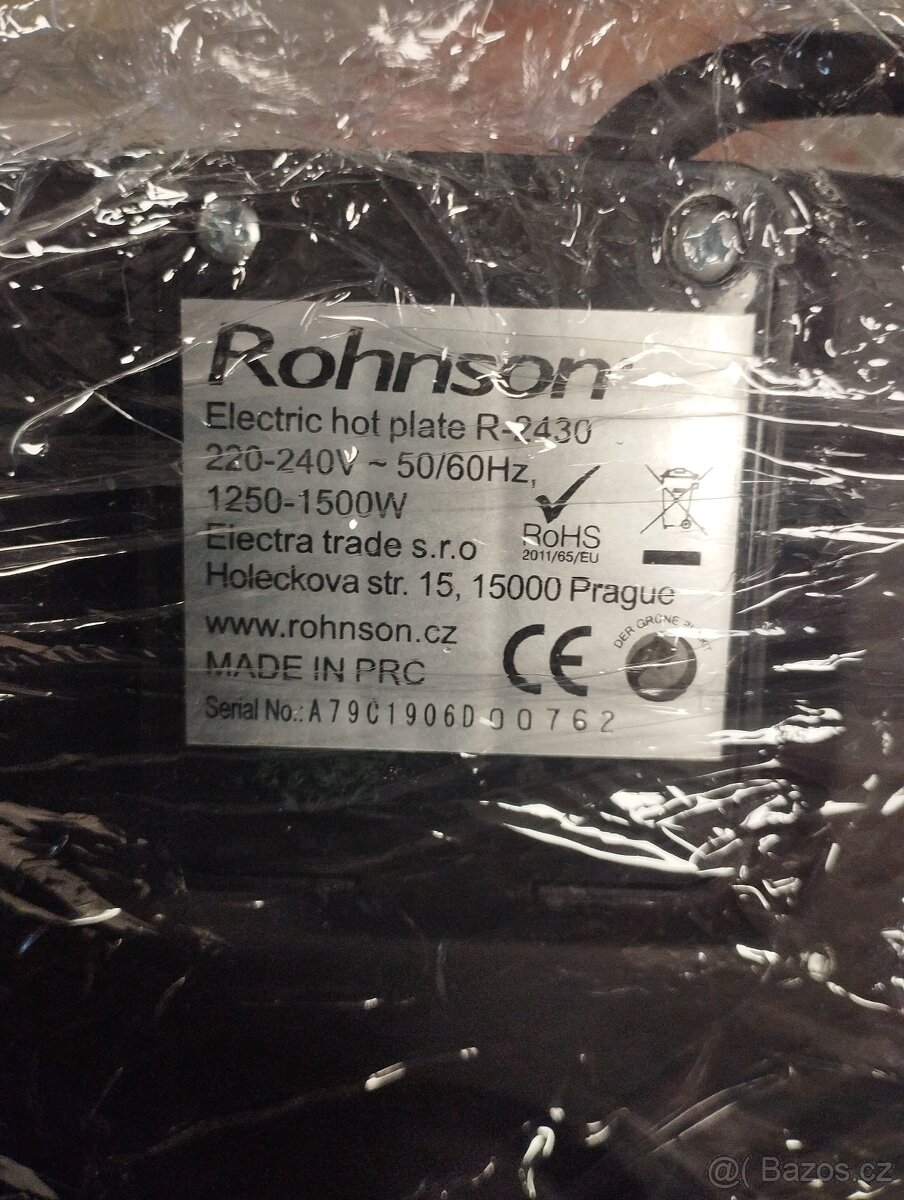 Rohnson
Electric hot plate R-2430
220-240V ~ 50/60Hz,
1250-1500W
RoHS
2011/65/EU
Electra trade s.r.o
Holeckova str. 15, 15000 Prague
www.rohnson.cz
CE
DER GRÜNE PUNKT
MADE IN PRC
Serial No.: A79C1906D00762
@( Bazos.cz